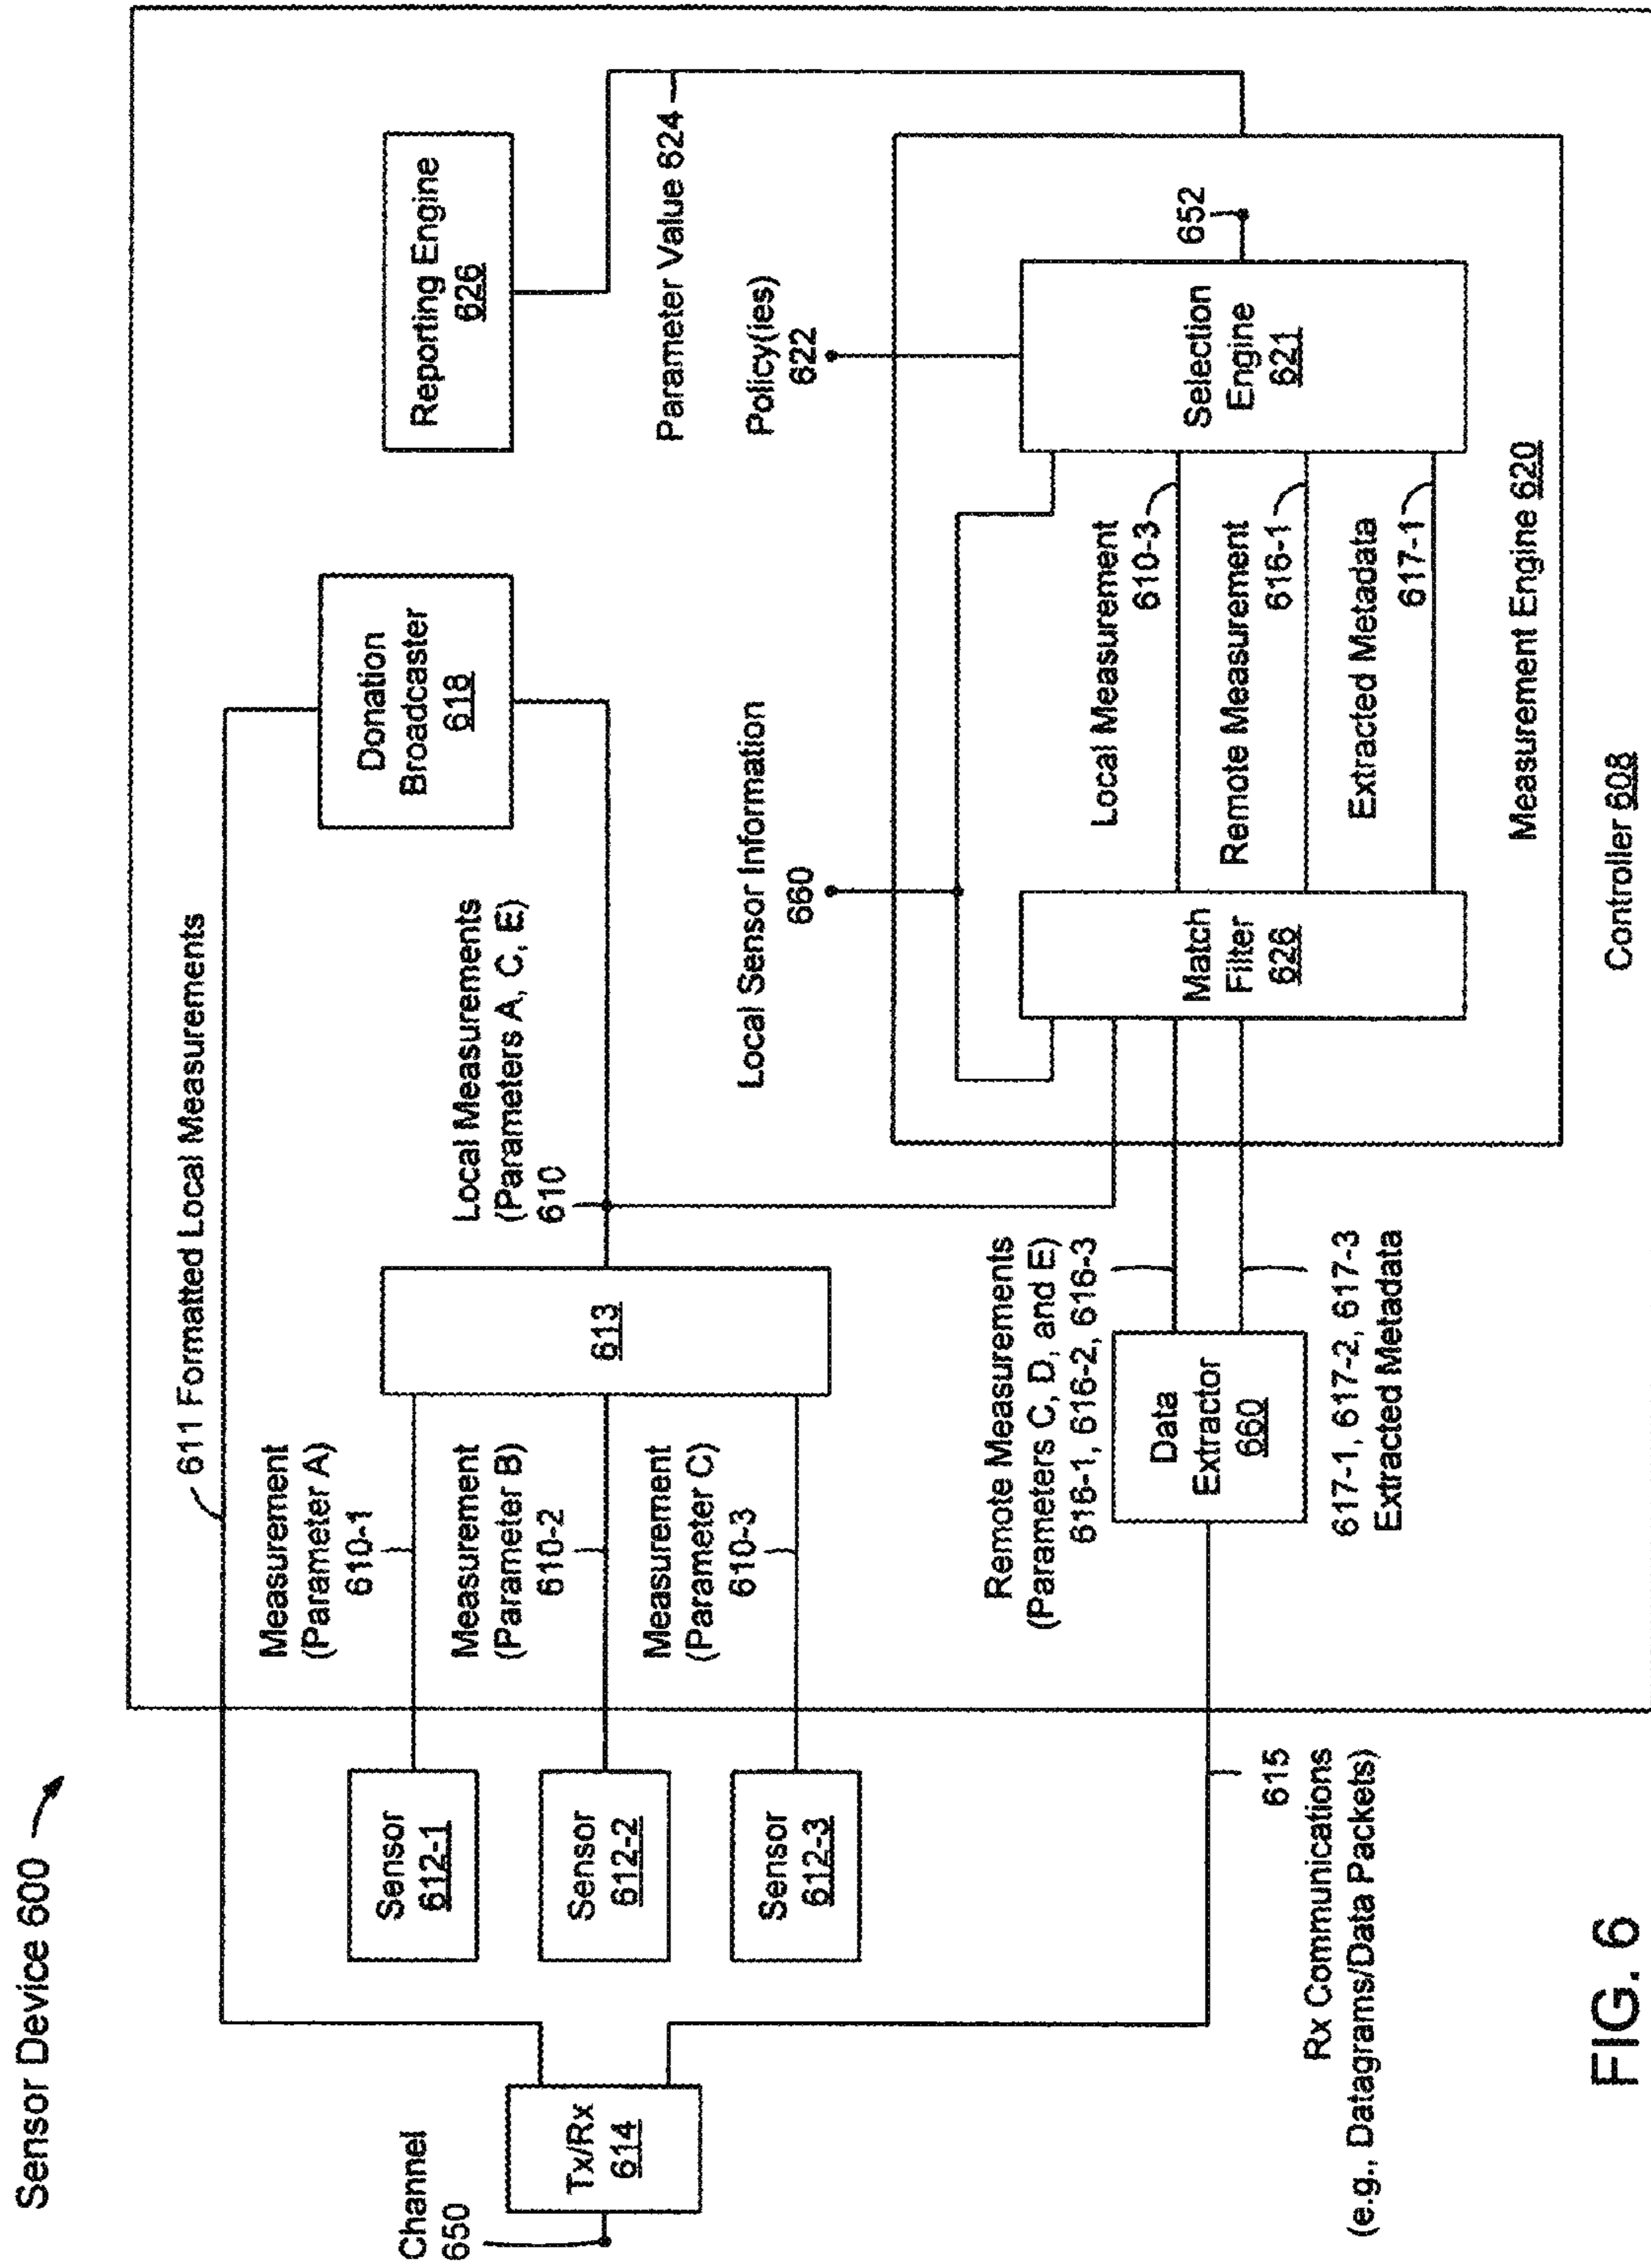 Sensor Device 600
Channel
650
Tx/Rx
614
Sensor
612-1
Sensor
612-2
Sensor
612-3
615
Rx Communications
(e.g., Datagrams/Data Packets)
611 Formatted Local Measurements
Measurement
(Parameter A)
610-1
Measurement
(Parameter B)
610-2
Measurement
(Parameter C)
610-3
613
Local Measurements
(Parameters A, C, E)
610
Donation
Broadcaster
618
Reporting Engine
626
Parameter Value 624
Remote Measurements
(Parameters C, D, and E)
616-1, 616-2, 616-3
Data
Extractor
660
617-1, 617-2, 617-3
Extracted Metadata
Local Sensor Information
660
Policy(ies)
622
Match
Filter
626
Local Measurement
610-3
Remote Measurement
616-1
Extracted Metadata
617-1
Selection
Engine
621
652
Measurement Engine 620
Controller 608
FIG. 6